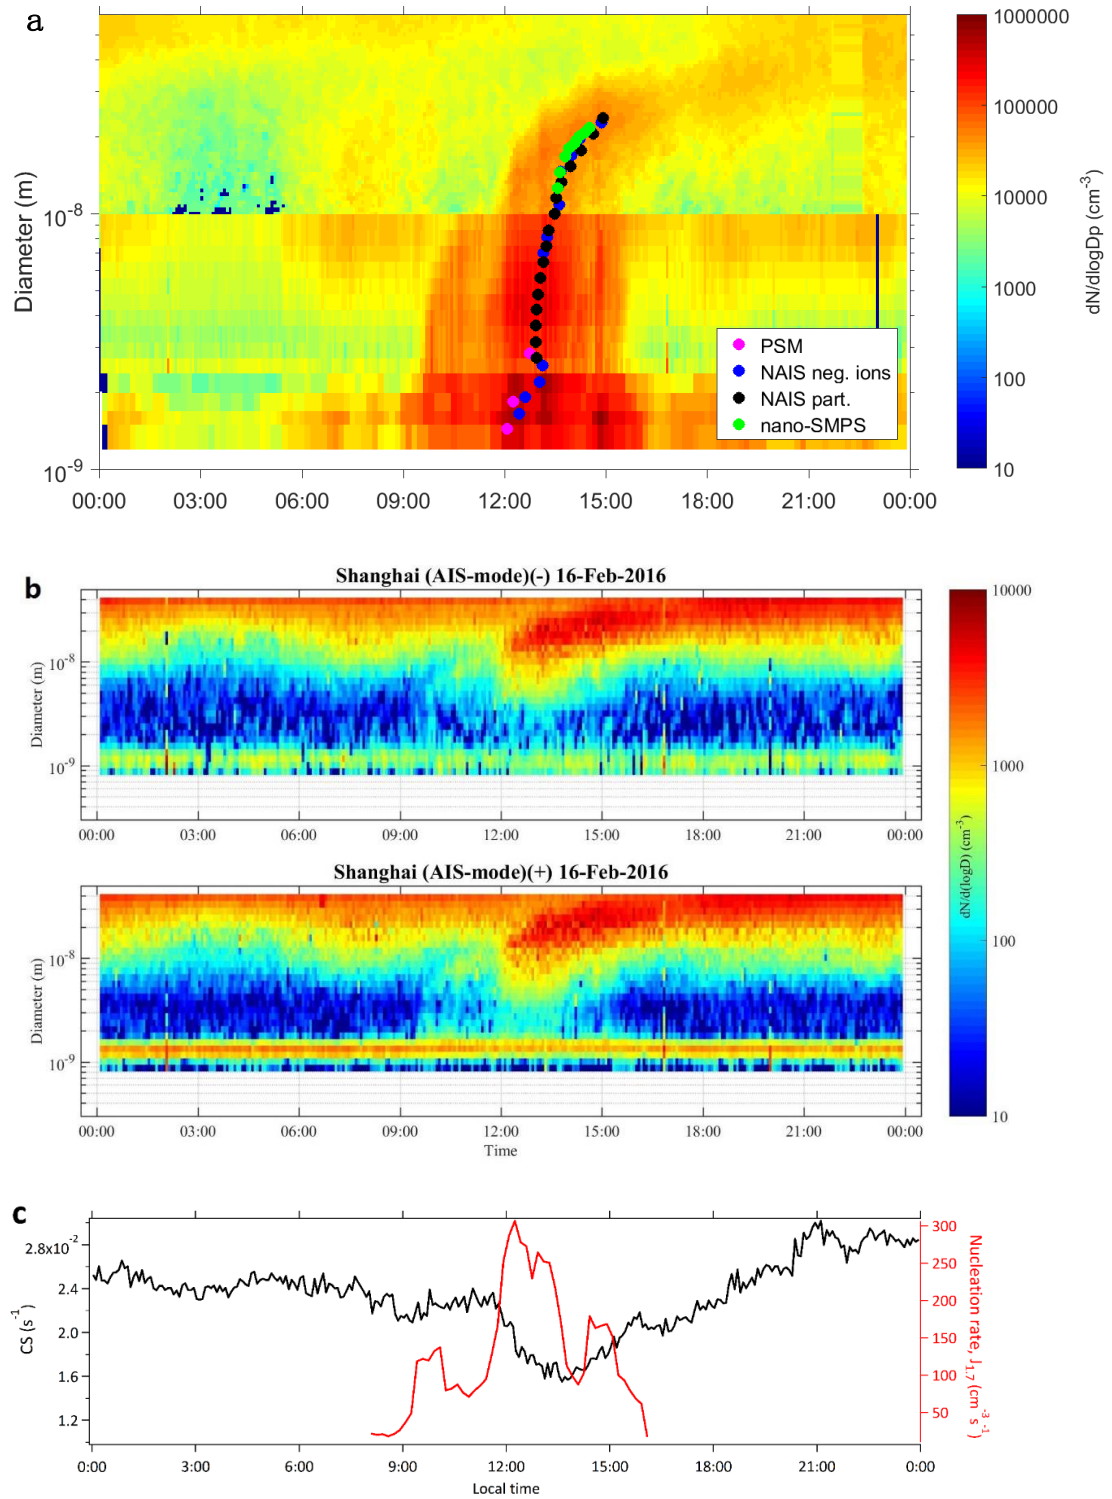 a
Diameter (m)
10-8
10-9
00:00 03:00 06:00 09:00 12:00 15:00 18:00 21:00 00:00
PSM
NAIS neg. ions
NAIS part.
nano-SMPS
1000000
100000
10000
1000
100
10
dN/dlogDp (cm-3)
b
Shanghai (AIS-mode)(-) 16-Feb-2016
Diameter (m)
10-8
10-9
00:00 03:00 06:00 09:00 12:00 15:00 18:00 21:00 00:00
Shanghai (AIS-mode)(+) 16-Feb-2016
Diameter (m)
10-8
10-9
00:00 03:00 06:00 09:00 12:00 15:00 18:00 21:00 00:00
Time
10000
1000
100
10
dN/d(logD) (cm-3)
c
CS (s-1)
2.8x10-2
2.4
2.0
1.6
1.2
0:00 3:00 6:00 9:00 12:00 15:00 18:00 21:00 0:00
Local time
300
250
200
150
100
50
Nucleation rate, J1.7 (cm-3s-1)